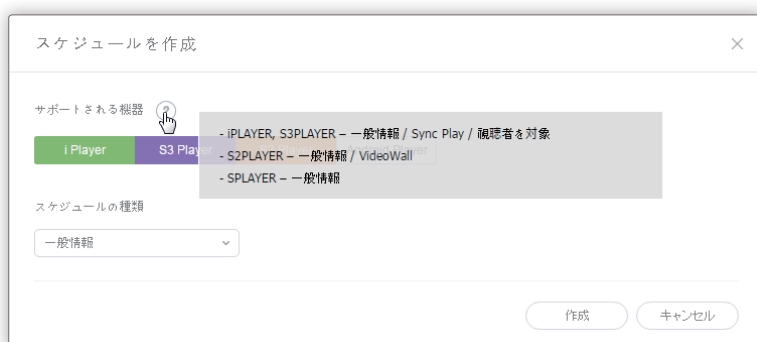 スケジュールを作成
サポートされる機器 ?
i Player S3 Player Player
- iPLAYER, S3PLAYER – 一般情報 / Sync Play / 視聴者を対象
- S2PLAYER – 一般情報 / VideoWall
- SPLAYER – 一般情報
スケジュールの種類
一般情報
作成 キャンセル